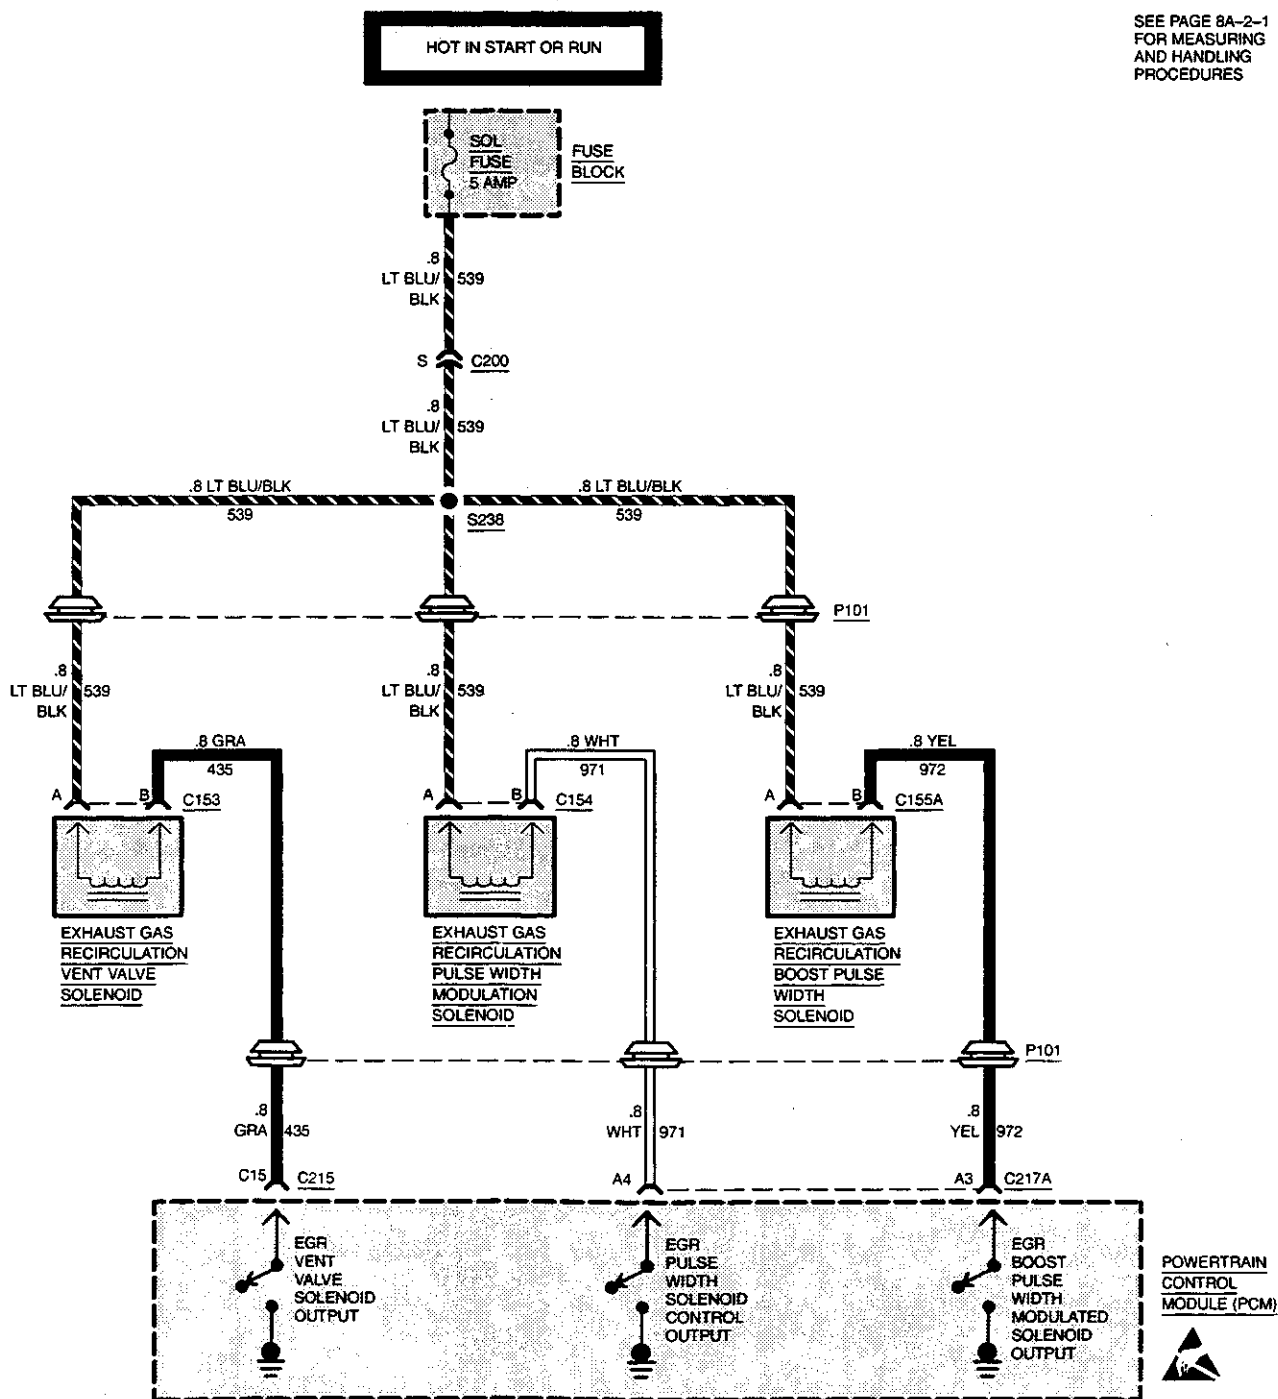 SEE PAGE 8A-2-1
FOR MEASURING
AND HANDLING
PROCEDURES
HOT IN START OR RUN
SOL
FUSE
5 AMP
FUSE
BLOCK
.8
LT BLU/
BLK
539
S
C200
.8
LT BLU/
BLK
539
.8 LT BLU/BLK
539
.8 LT BLU/BLK
539
S238
P101
.8
LT BLU/
BLK
539
.8
LT BLU/
BLK
539
.8
LT BLU/
BLK
539
.8 GRA
435
.8 WHT
971
.8 YEL
972
A
B
C153
A
B
C154
A
B
C155A
EXHAUST GAS
RECIRCULATION
VENT VALVE
SOLENOID
EXHAUST GAS
RECIRCULATION
PULSE WIDTH
MODULATION
SOLENOID
EXHAUST GAS
RECIRCULATION
BOOST PULSE
WIDTH
SOLENOID
P101
.8
GRA
435
.8
WHT
971
.8
YEL
972
C15
C215
A4
A3
C217A
EGR
VENT
VALVE
SOLENOID
OUTPUT
EGR
PULSE
WIDTH
SOLENOID
CONTROL
OUTPUT
EGR
BOOST
PULSE
WIDTH
MODULATED
SOLENOID
OUTPUT
POWERTRAIN
CONTROL
MODULE (PCM)